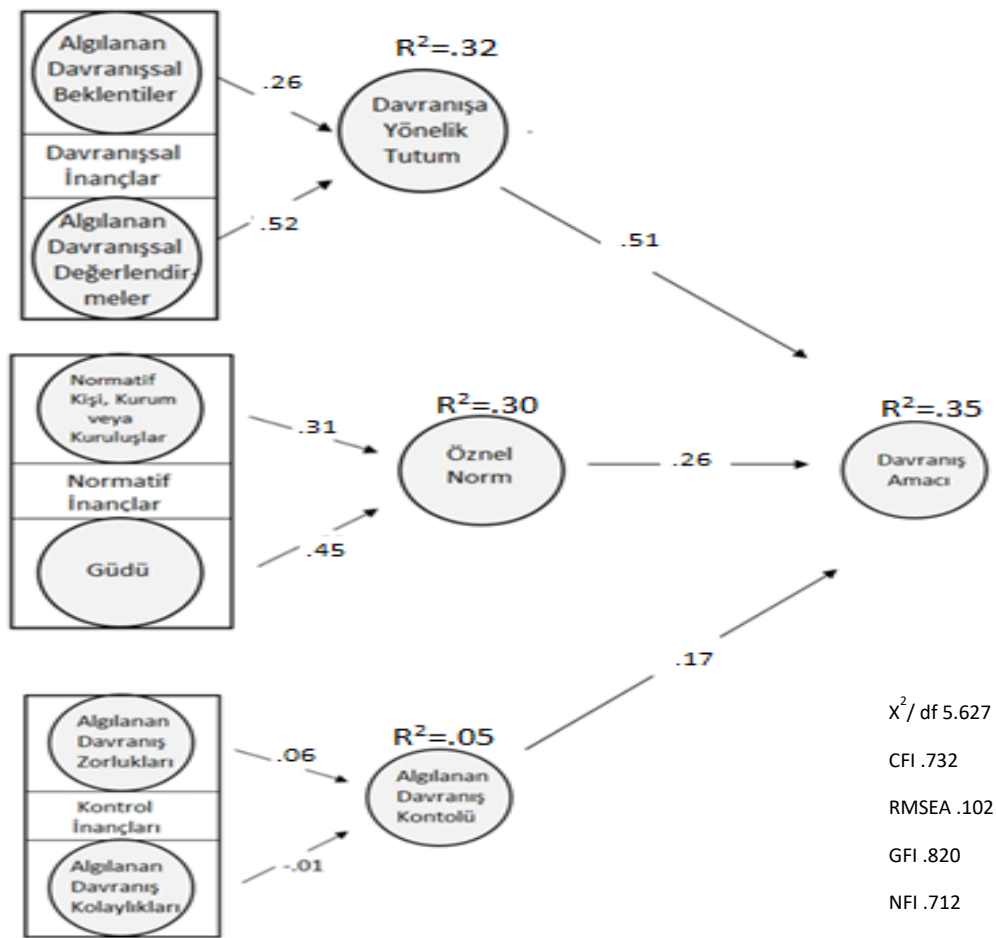 Algılanan
Davranışsal
Beklentiler
Davranışsal
İnançlar
Algılanan
Davranışsal
Değerlendir-
meler
.26
.52
R²=.32
Davranışa
Yönelik
Tutum
.51
Normatif
Kişi, Kurum
veya
Kuruluşlar
Normatif
İnançlar
Güdü
.31
.45
R²=.30
Öznel
Norm
.26
R²=.35
Davranış
Amacı
Algılanan
Davranış
Zorlukları
Kontrol
İnançları
Algılanan
Davranış
Kolaylıkları
.06
-.01
R²=.05
Algılanan
Davranış
Kontolü
.17
X²/ df 5.627
CFI .732
RMSEA .102
GFI .820
NFI .712